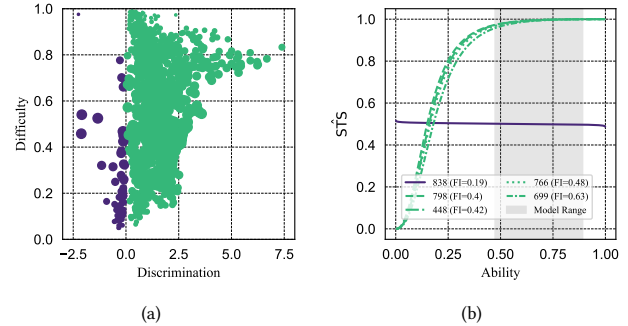 1.0
0.8
0.6
0.4
0.2
0.0
Difficulty
−2.5 0.0 2.5 5.0 7.5
Discrimination
(a)
1.0
0.8
0.6
0.4
0.2
0.0
ST̂S
838 (FI=0.19)
798 (FI=0.4)
448 (FI=0.42)
766 (FI=0.48)
699 (FI=0.63)
Model Range
0.00 0.25 0.50 0.75 1.00
Ability
(b)